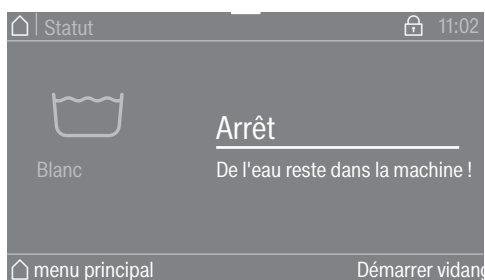 Statut 11:02
Arrêt
Blanc De l'eau reste dans la machine !
menu principal Démarrer vidang